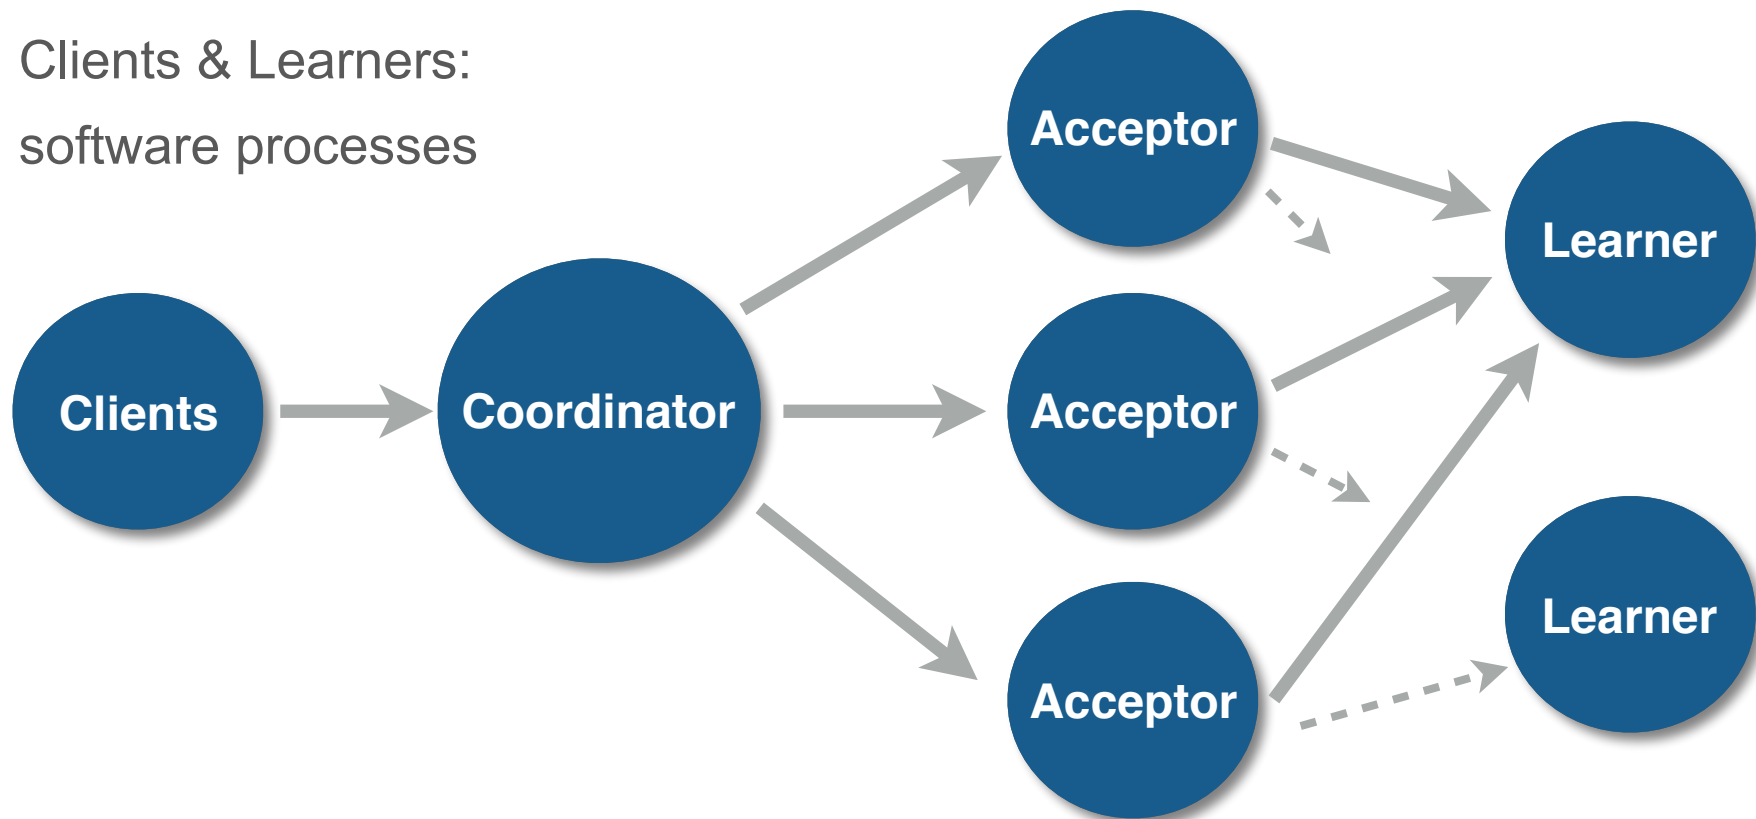 Clients & Learners:
software processes
Acceptor
Learner
Clients
Coordinator
Acceptor
Learner
Acceptor